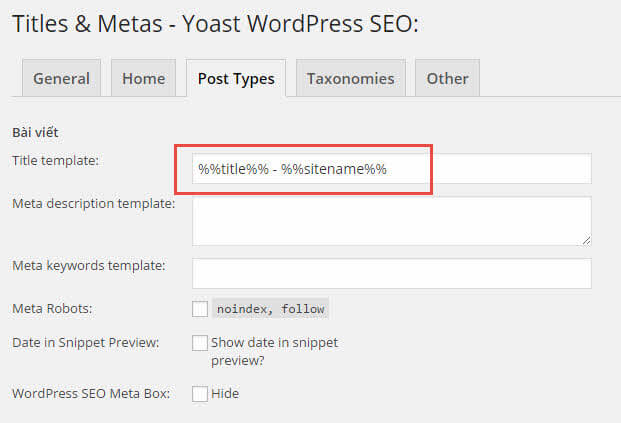 Titles & Metas - Yoast WordPress SEO:
General Home Post Types Taxonomies Other
Bài viết
Title template: %%title%% - %%sitename%%
Meta description template:
Meta keywords template:
Meta Robots: noindex, follow
Date in Snippet Preview: Show date in snippet
preview?
WordPress SEO Meta Box: Hide